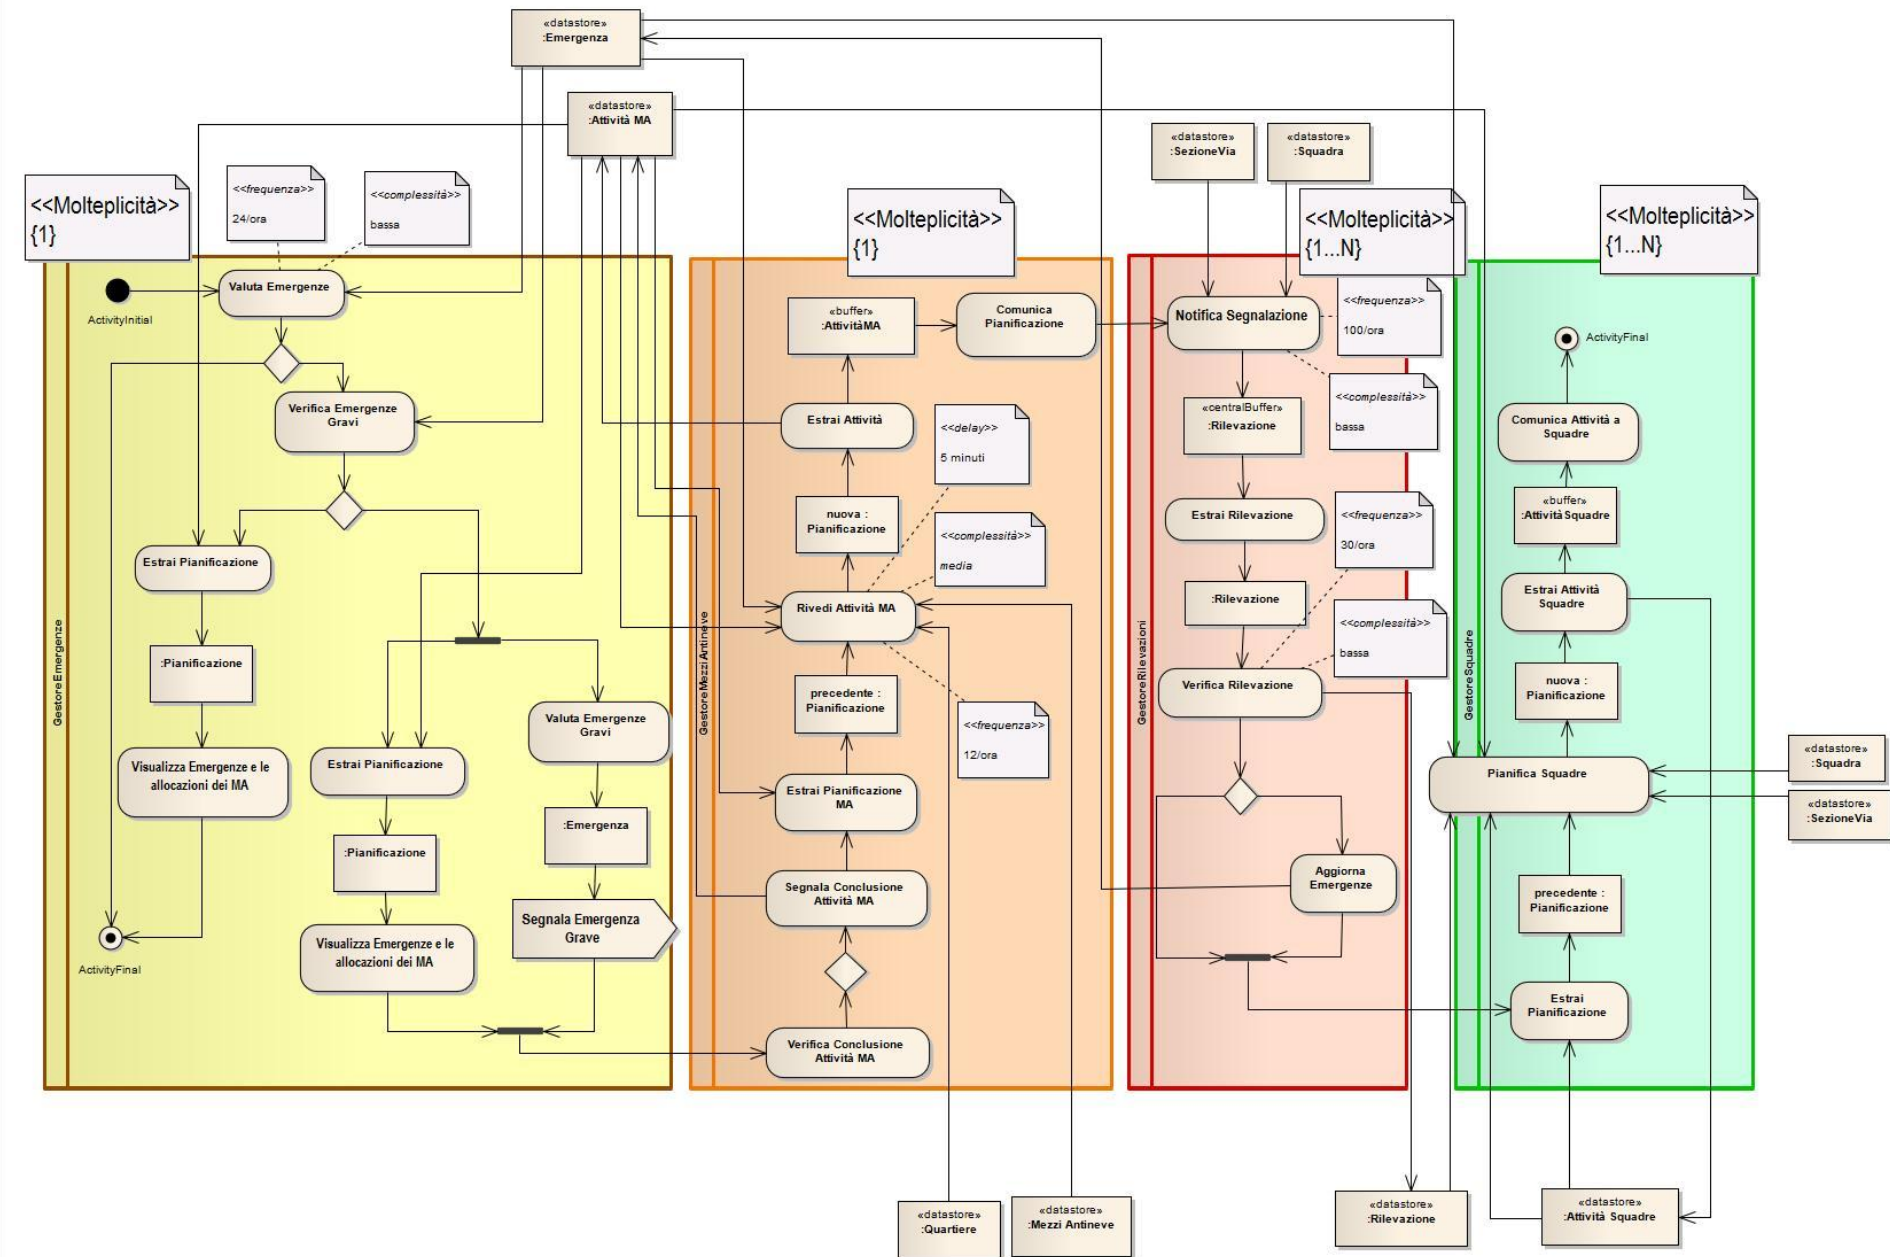 «datastore»
:Emergenza
«datastore»
:Attività MA
«datastore»
:SezioneVia
«datastore»
:Squadra
<<Molteplicità>>
{1}
<<frequenza>>
24/ora
<<complessità>>
bassa
<<Molteplicità>>
{1}
<<Molteplicità>>
{1...N}
<<Molteplicità>>
{1...N}
GestoreEmergenze
ActivityInitial
Valuta Emergenze
Verifica Emergenze
Gravi
Estrai Pianificazione
:Pianificazione
Visualizza Emergenze e le
allocazioni dei MA
ActivityFinal
Estrai Pianificazione
:Pianificazione
Visualizza Emergenze e le
allocazioni dei MA
Valuta Emergenze
Gravi
:Emergenza
Segnala Emergenza
Grave
GestoreMezziAntineve
«buffer»
:AttivitàMA
Comunica
Pianificazione
Estrai Attività
<<delay>>
5 minuti
nuova :
Pianificazione
<<complessità>>
media
Rivedi Attività MA
precedente :
Pianificazione
<<frequenza>>
12/ora
Estrai Pianificazione
MA
Segnala Conclusione
Attività MA
Verifica Conclusione
Attività MA
GestoreRilevazioni
Notifica Segnalazione
<<frequenza>>
100/ora
<<complessità>>
bassa
«centralBuffer»
:Rilevazione
Estrai Rilevazione
<<frequenza>>
30/ora
:Rilevazione
<<complessità>>
bassa
Verifica Rilevazione
Aggiorna
Emergenze
GestoreSquadre
ActivityFinal
Comunica Attività a
Squadre
«buffer»
:AttivitàSquadre
Estrai Attività
Squadre
nuova :
Pianificazione
Pianifica Squadre
«datastore»
:Squadra
«datastore»
:SezioneVia
precedente :
Pianificazione
Estrai
Pianificazione
«datastore»
:Quartiere
«datastore»
:Mezzi Antineve
«datastore»
:Rilevazione
«datastore»
:Attività Squadre